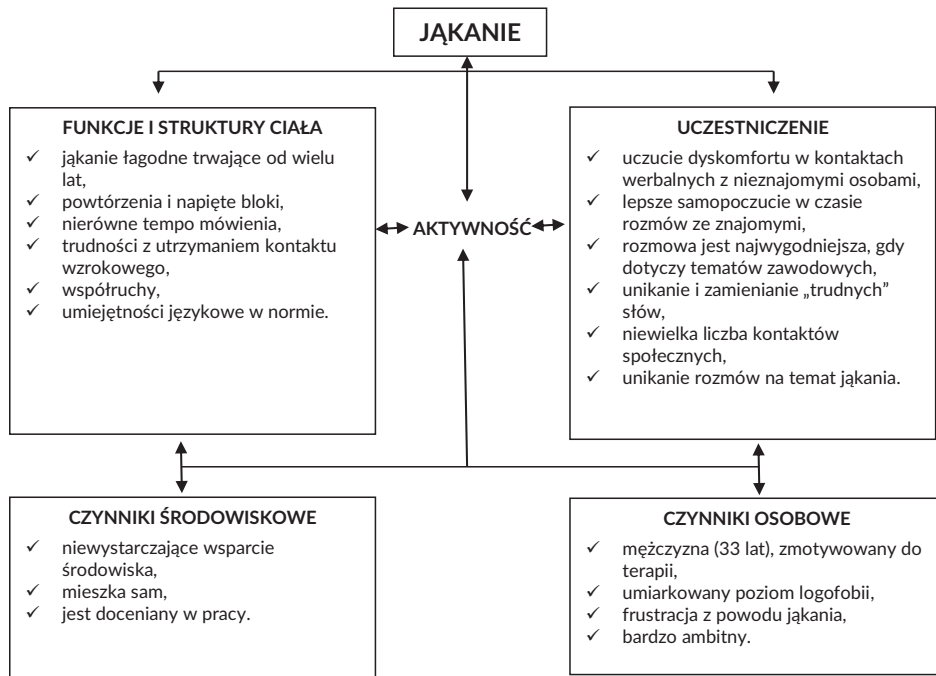 JĄKANIE
FUNKCJE I STRUKTURY CIAŁA
✓ jąkanie łagodne trwające od wielu
lat,
✓ powtórzenia i napięte bloki,
✓ nierówne tempo mówienia,
✓ trudności z utrzymaniem kontaktu
wzrokowego,
✓ współruchy,
✓ umiejętności językowe w normie.
AKTYWNOŚĆ
UCZESTNICZENIE
✓ uczucie dyskomfortu w kontaktach
werbalnych z nieznajomymi osobami,
✓ lepsze samopoczucie w czasie
rozmów ze znajomymi,
✓ rozmowa jest najwygodniejsza, gdy
dotyczy tematów zawodowych,
✓ unikanie i zamienianie „trudnych”
słów,
✓ niewielka liczba kontaktów
społecznych,
✓ unikanie rozmów na temat jąkania.
CZYNNIKI ŚRODOWISKOWE
✓ niewystarczające wsparcie
środowiska,
✓ mieszka sam,
✓ jest doceniany w pracy.
CZYNNIKI OSOBOWE
✓ mężczyzna (33 lat), zmotywowany do
terapii,
✓ umiarkowany poziom logofobii,
✓ frustracja z powodu jąkania,
✓ bardzo ambitny.